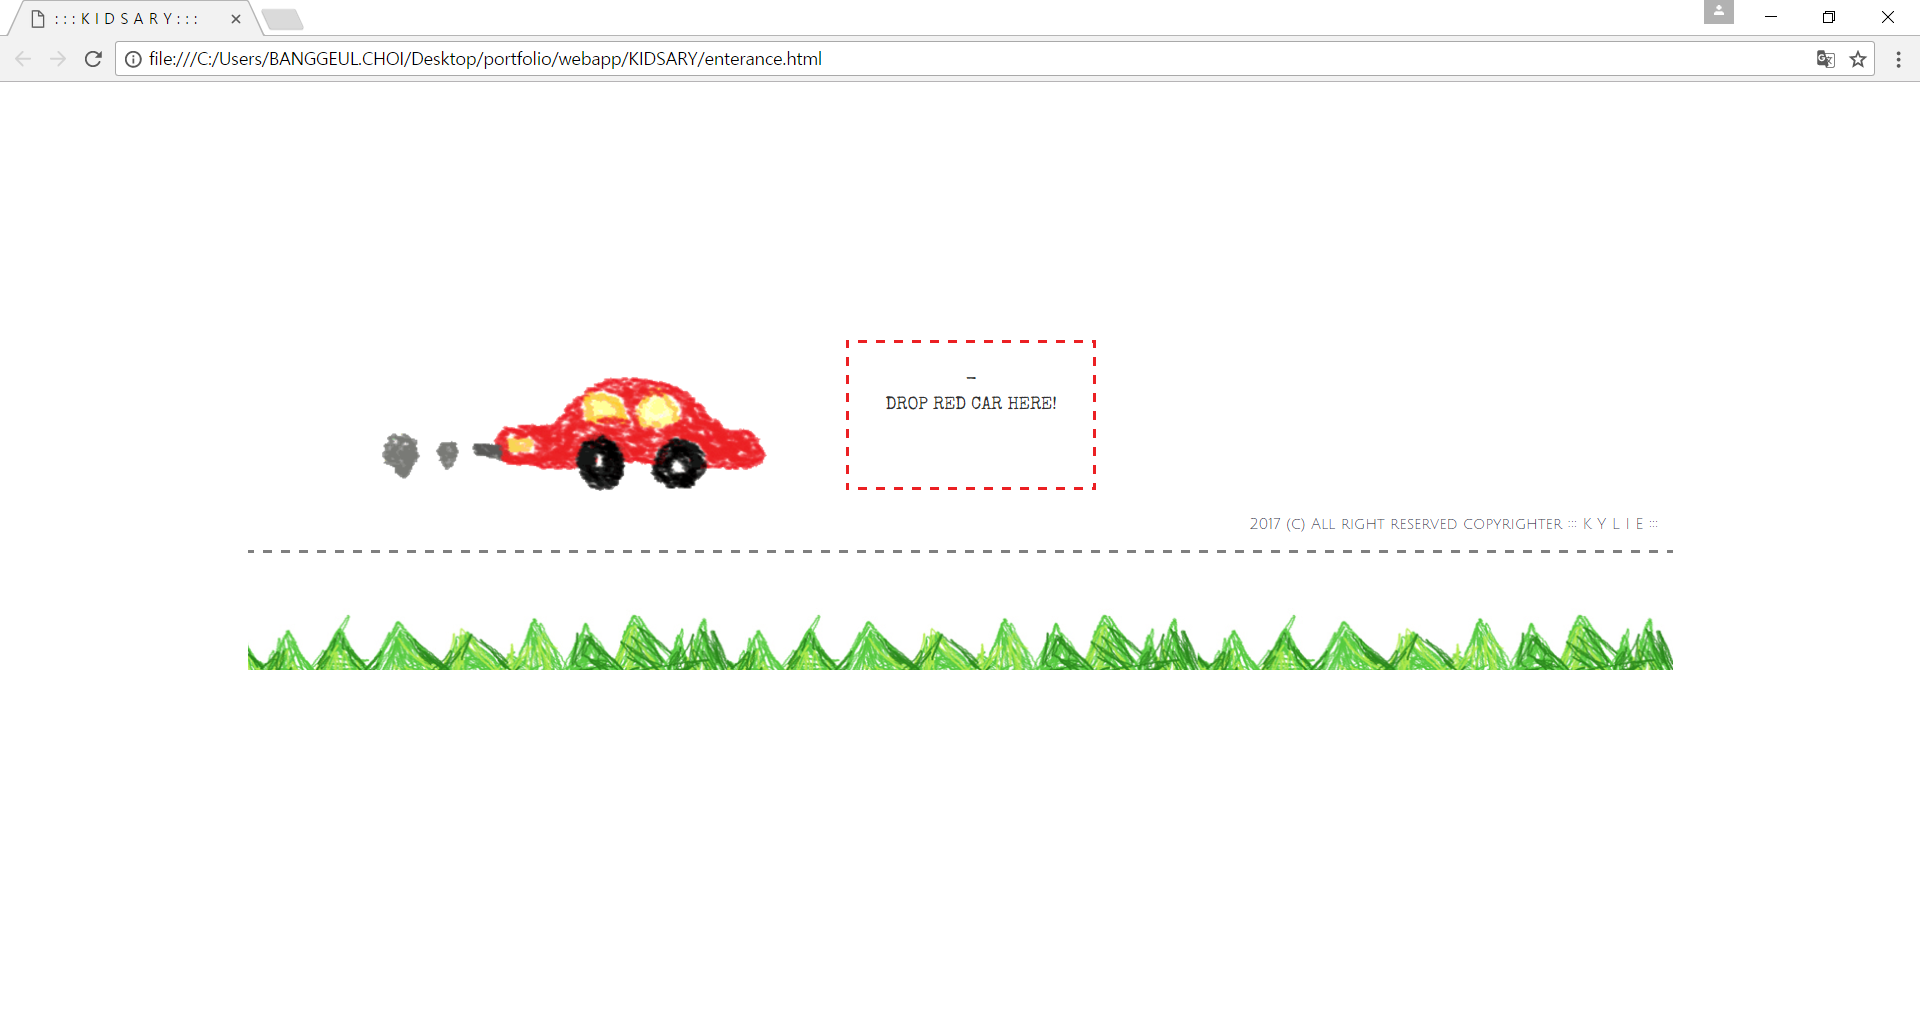 :::KIDSARY:::
file:///C:/Users/BANGGEUL.CHOI/Desktop/portfolio/webapp/KIDSARY/enterance.html
–
DROP RED CAR HERE!
2017 (C) All right reserved copyrighter ::: K Y L I E :::